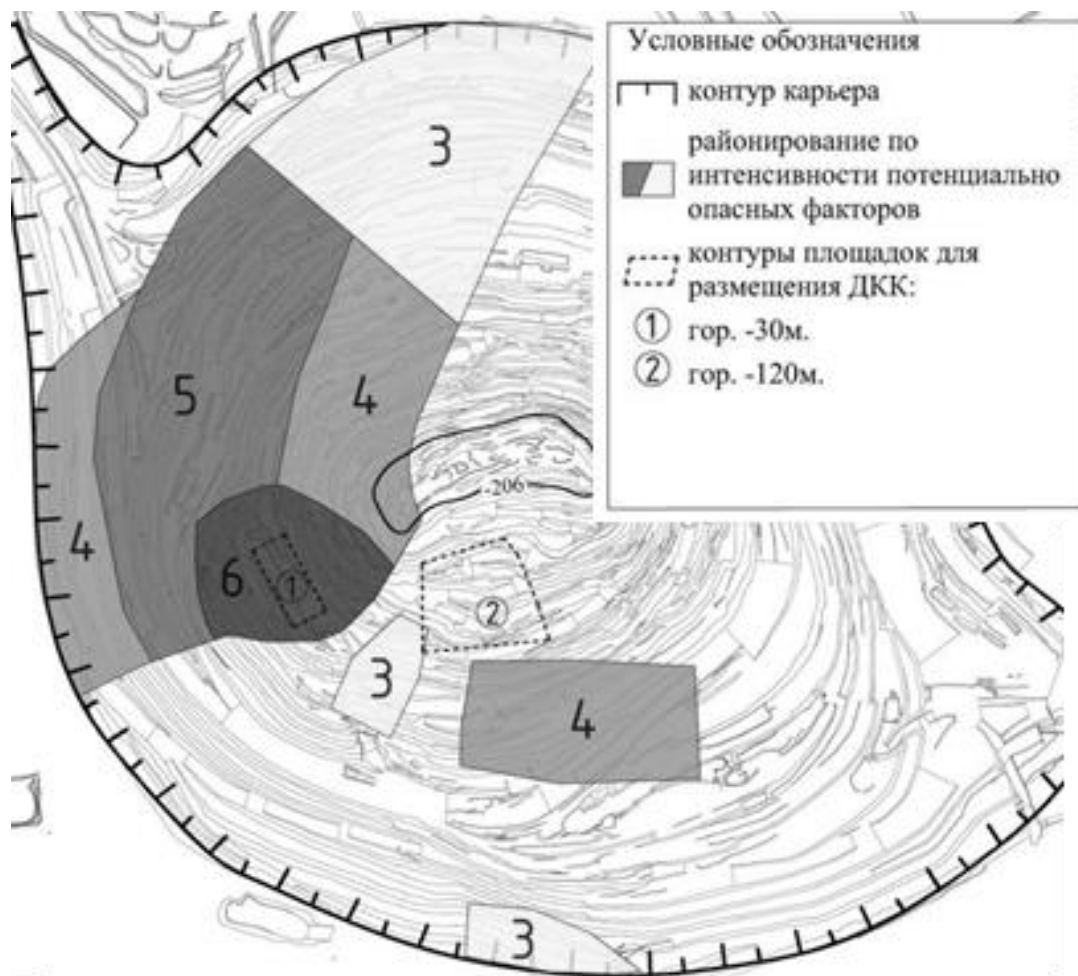 Условные обозначения
контур карьера
районирование по
интенсивности потенциально
опасных факторов
контуры площадок для
размещения ДКК:
1 гор. -30м.
2 гор. -120м.
3
5
4
-206
4
6
1
2
3
4
3